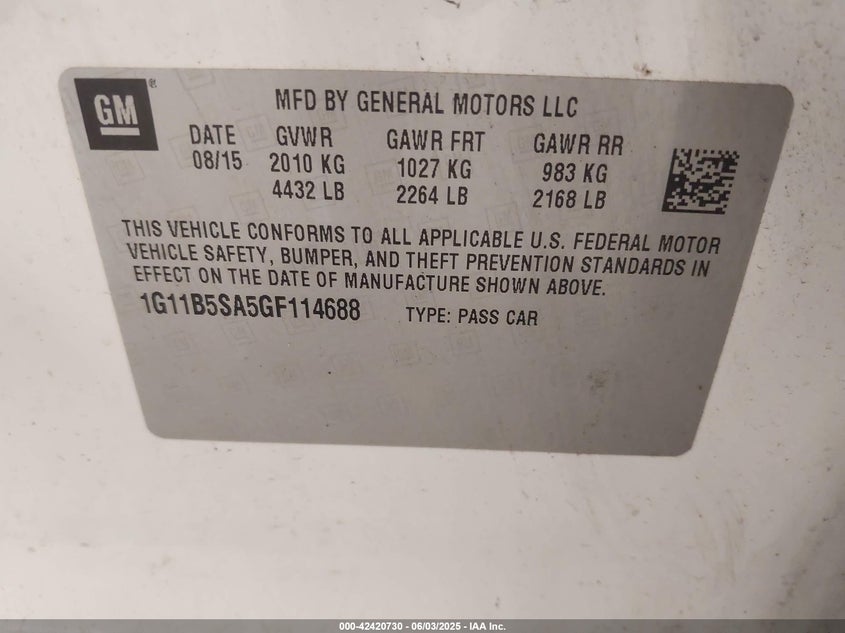 GM®
MFD BY GENERAL MOTORS LLC
DATE GVWR GAWR FRT GAWR RR
08/15 2010 KG 1027 KG 983 KG
4432 LB 2264 LB 2168 LB
THIS VEHICLE CONFORMS TO ALL APPLICABLE U.S. FEDERAL MOTOR
VEHICLE SAFETY, BUMPER, AND THEFT PREVENTION STANDARDS IN
EFFECT ON THE DATE OF MANUFACTURE SHOWN ABOVE.
1G11B5SA5GF114688 TYPE: PASS CAR
000-42420730 - 06/03/2025 - IAA Inc.